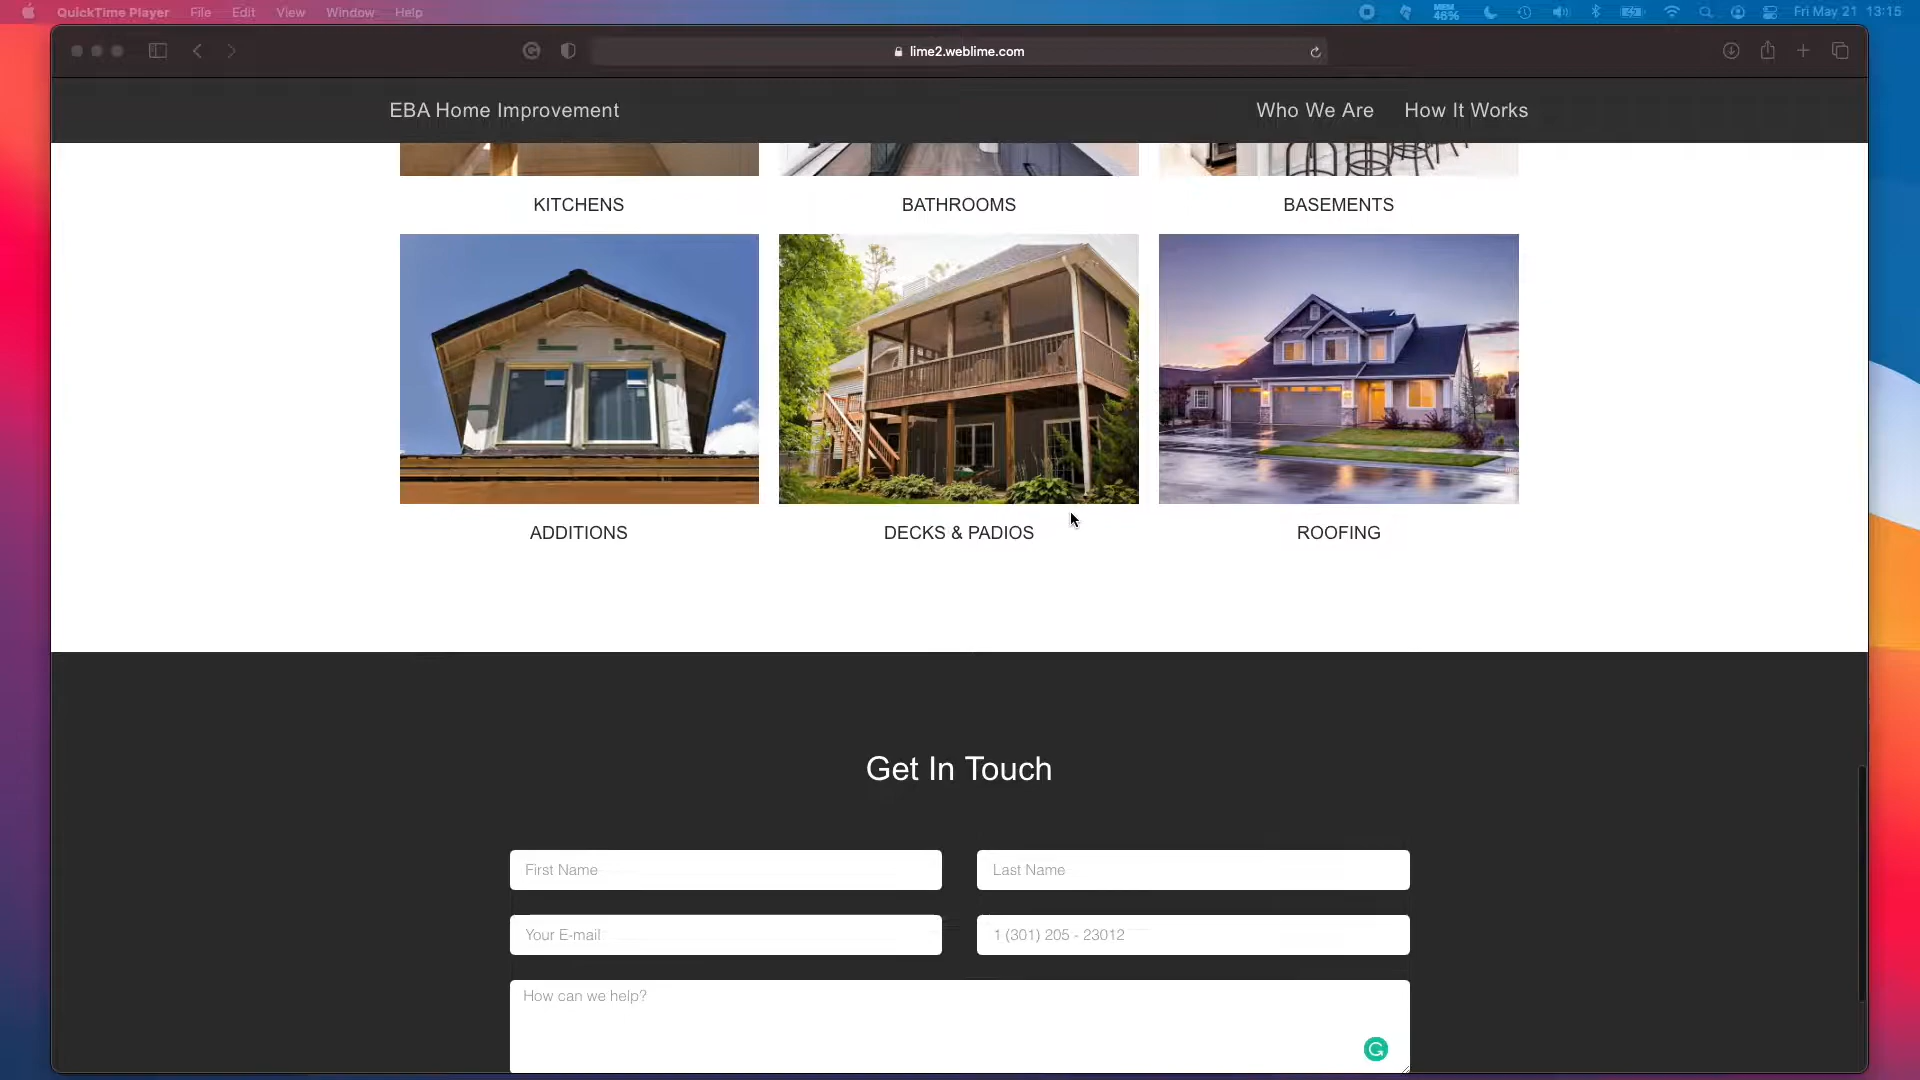 QuickTime Player File Edit View Window Help
MEM
46%
Fri May 21 13:15
lime2.weblime.com
EBA Home Improvement
Who We Are How It Works
KITCHENS BATHROOMS BASEMENTS
ADDITIONS DECKS & PADIOS ROOFING
Get In Touch
First Name Last Name
Your E-mail 1 (301) 205 - 23012
How can we help?